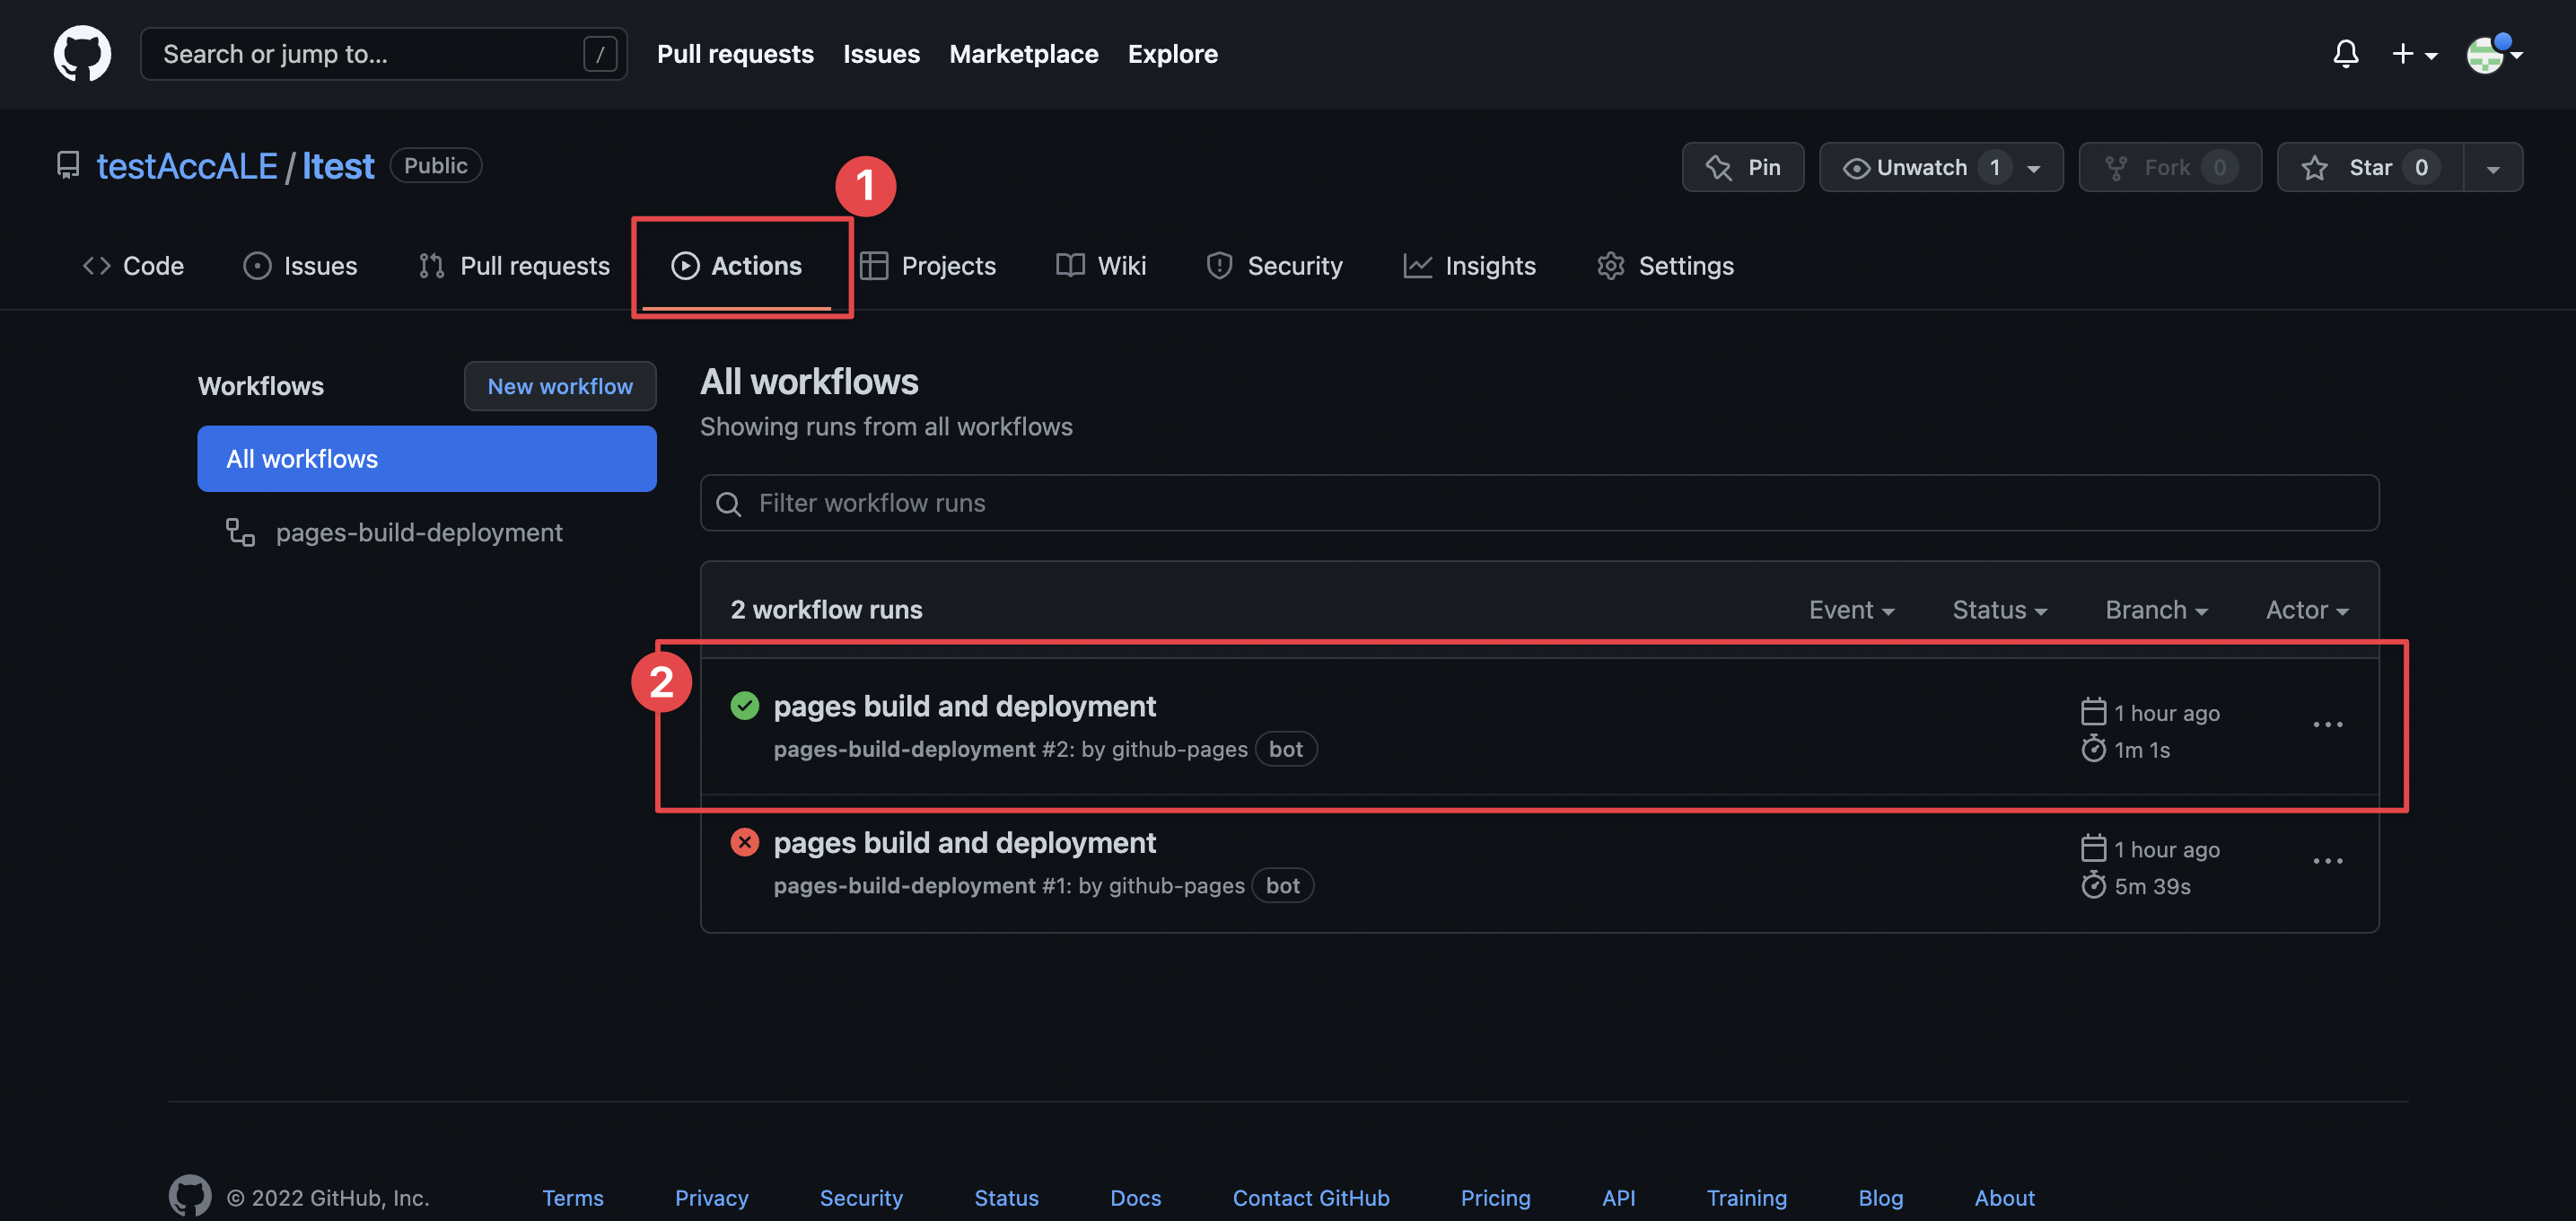 Search or jump to... / Pull requests Issues Marketplace Explore
testAccALE / ltest Public Pin Unwatch 1 Fork 0 Star 0
1
Code Issues Pull requests Actions Projects Wiki Security Insights Settings
Workflows New workflow
All workflows
pages-build-deployment
All workflows
Showing runs from all workflows
Filter workflow runs
2 workflow runs Event Status Branch Actor
2
pages build and deployment 1 hour ago
pages-build-deployment #2: by github-pages bot 1m 1s
pages build and deployment 1 hour ago
pages-build-deployment #1: by github-pages bot 5m 39s
© 2022 GitHub, Inc. Terms Privacy Security Status Docs Contact GitHub Pricing API Training Blog About